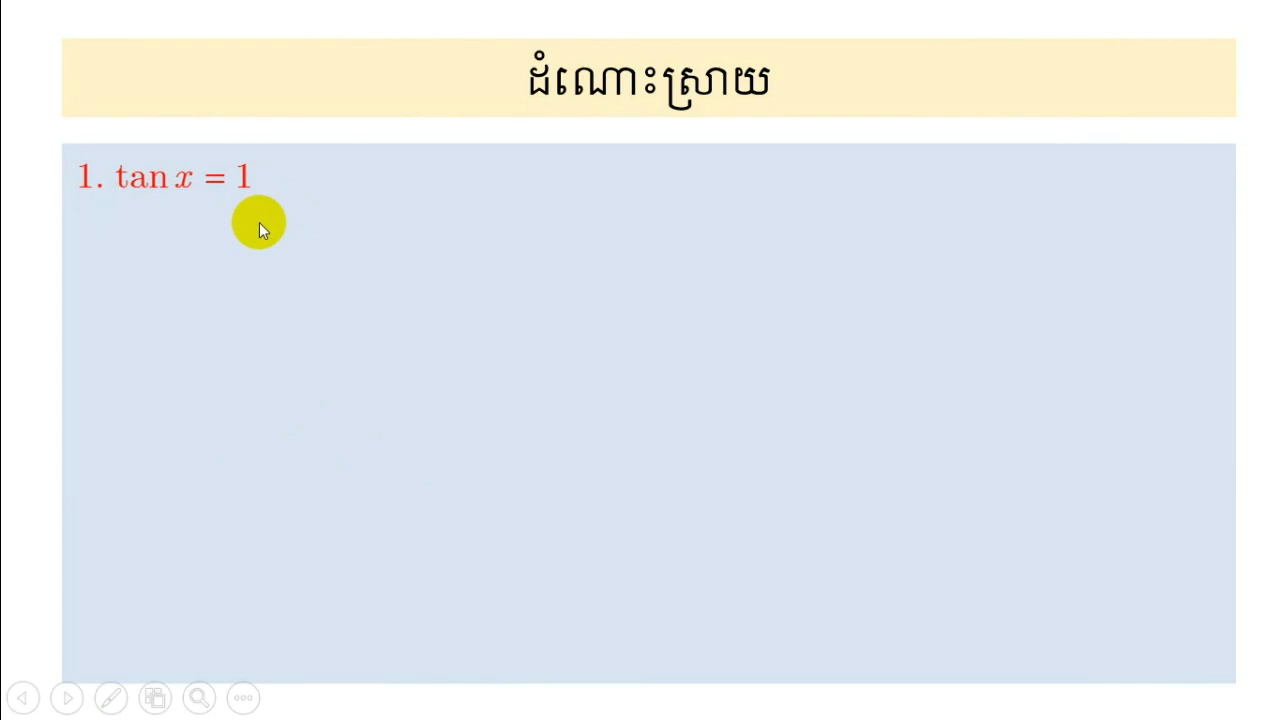 ដំណោះស្រាយ
1. tan x = 1